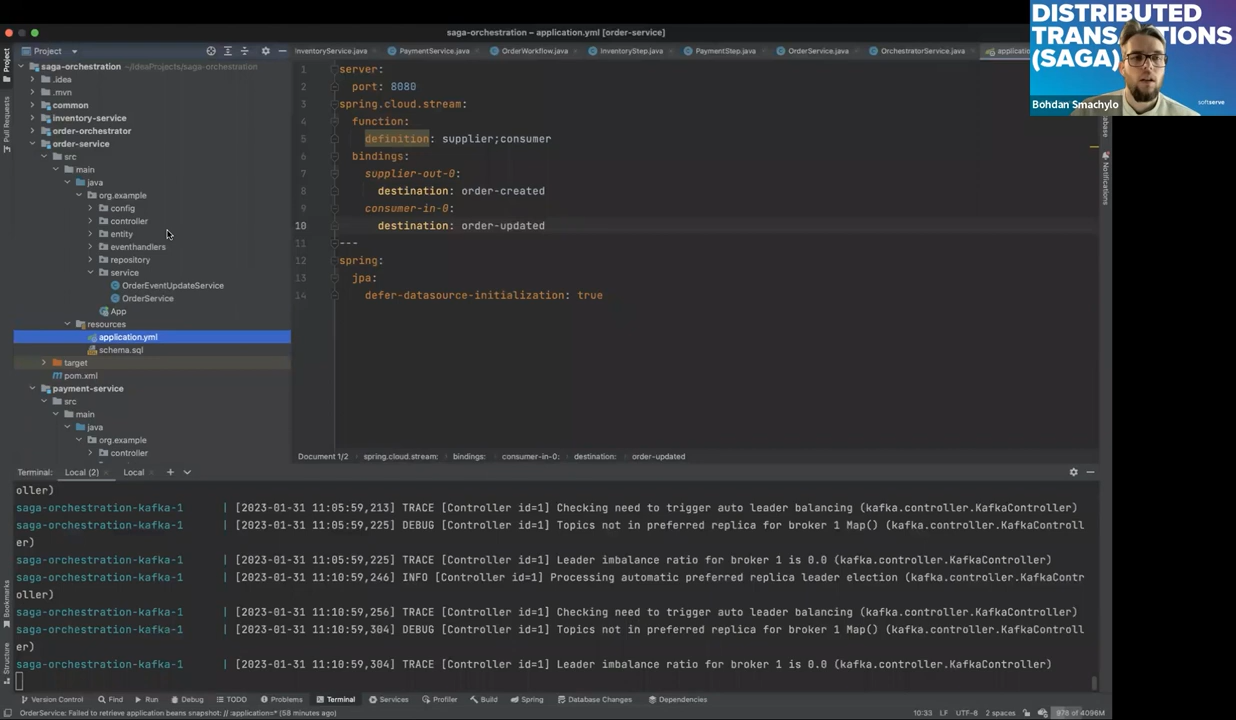 saga-orchestration – application.yml [order-service]
Project
InventoryService.java
PaymentService.java
OrderWorkflow.java
InventoryStep.java
PaymentStep.java
OrderService.java
OrchestratorService.java
DISTRIBUTED
TRANSACTIONS
(SAGA)
Bohdan Smachylo
softserve
Project
Pull Requests
saga-orchestration ~/IdeaProjects/saga-orchestration
.idea
.mvn
common
inventory-service
order-orchestrator
order-service
src
main
java
org.example
config
controller
entity
eventhandlers
repository
service
OrderEventUpdateService
OrderService
App
resources
application.yml
schema.sql
target
pom.xml
payment-service
src
main
java
org.example
controller
1 server:
2 port: 8080
3 spring.cloud.stream:
4 function:
5 definition: supplier;consumer
6 bindings:
7 supplier-out-0:
8 destination: order-created
9 consumer-in-0:
10 destination: order-updated
11 ---
12 spring:
13 jpa:
14 defer-datasource-initialization: true
Notifications
Document 1/2 spring.cloud.stream: bindings: consumer-in-0: destination: order-updated
Terminal: Local (2) Local
oller)
saga-orchestration-kafka-1 | [2023-01-31 11:05:59,213] TRACE [Controller id=1] Checking need to trigger auto leader balancing (kafka.controller.KafkaController)
saga-orchestration-kafka-1 | [2023-01-31 11:05:59,225] DEBUG [Controller id=1] Topics not in preferred replica for broker 1 Map() (kafka.controller.KafkaControll
er)
saga-orchestration-kafka-1 | [2023-01-31 11:05:59,225] TRACE [Controller id=1] Leader imbalance ratio for broker 1 is 0.0 (kafka.controller.KafkaController)
saga-orchestration-kafka-1 | [2023-01-31 11:10:59,246] INFO [Controller id=1] Processing automatic preferred replica leader election (kafka.controller.KafkaContr
oller)
saga-orchestration-kafka-1 | [2023-01-31 11:10:59,256] TRACE [Controller id=1] Checking need to trigger auto leader balancing (kafka.controller.KafkaController)
saga-orchestration-kafka-1 | [2023-01-31 11:10:59,304] DEBUG [Controller id=1] Topics not in preferred replica for broker 1 Map() (kafka.controller.KafkaControll
er)
saga-orchestration-kafka-1 | [2023-01-31 11:10:59,304] TRACE [Controller id=1] Leader imbalance ratio for broker 1 is 0.0 (kafka.controller.KafkaController)
Bookmarks
Structure
Version Control Find Run Debug TODO Problems Terminal Services Profiler Build Spring Database Changes Dependencies
OrderService: Failed to retrieve application beans snapshot: // :application=* (58 minutes ago)
10:33 LF UTF-8 2 spaces 978 of 4096M